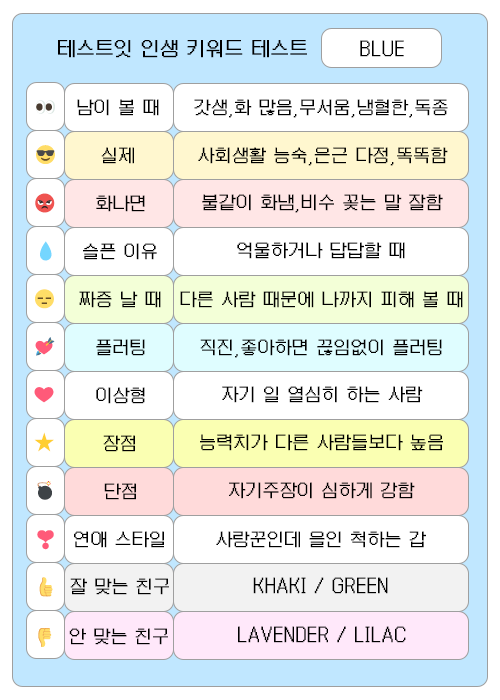 테스트잇 인생 키워드 테스트 BLUE
남이 볼 때 갓생,화 많음,무서움,냉혈한,독종
실제 사회생활 능숙,은근 다정,똑똑함
화나면 불같이 화냄,비수 꽂는 말 잘함
슬픈 이유 억울하거나 답답할 때
짜증 날 때 다른 사람 때문에 나까지 피해 볼 때
플러팅 직진,좋아하면 끊임없이 플러팅
이상형 자기 일 열심히 하는 사람
장점 능력치가 다른 사람들보다 높음
단점 자기주장이 심하게 강함
연애 스타일 사랑꾼인데 을인 척하는 갑
잘 맞는 친구 KHAKI / GREEN
안 맞는 친구 LAVENDER / LILAC